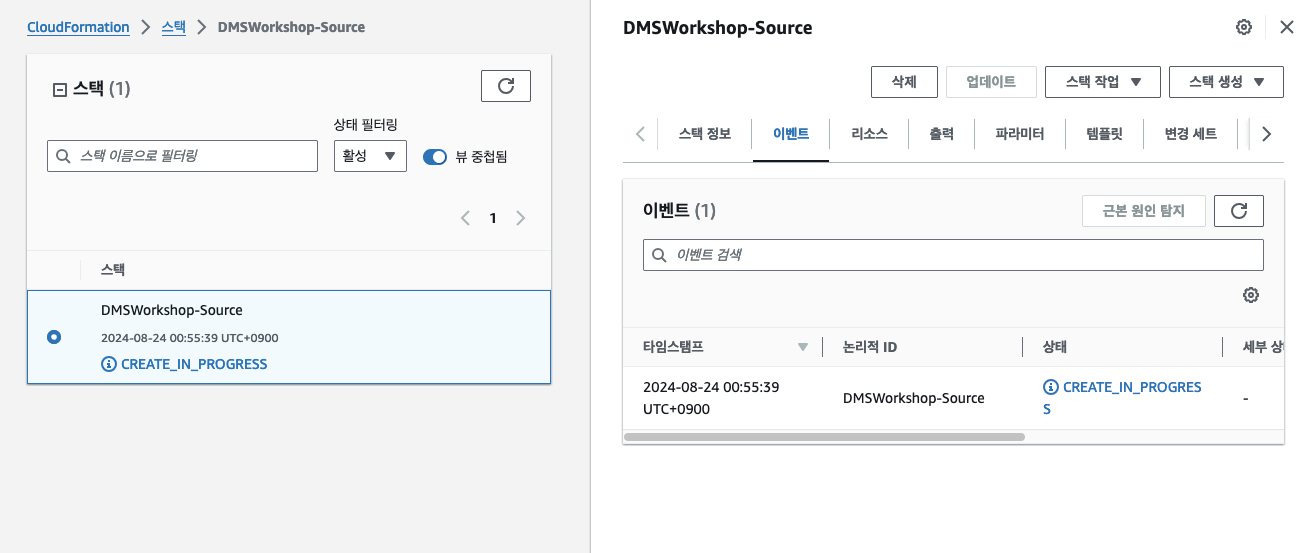 CloudFormation > 스택 > DMSWorkshop-Source
스택 (1)
상태 필터링
스택 이름으로 필터링
활성
뷰 중첩됨
1
스택
DMSWorkshop-Source
2024-08-24 00:55:39 UTC+0900
CREATE_IN_PROGRESS
DMSWorkshop-Source
삭제
업데이트
스택 작업
스택 생성
스택 정보
이벤트
리소스
출력
파라미터
템플릿
변경 세트
이벤트 (1)
근본 원인 탐지
이벤트 검색
타임스탬프
논리적 ID
상태
세부 상
2024-08-24 00:55:39
UTC+0900
DMSWorkshop-Source
CREATE_IN_PROGRES
S
-